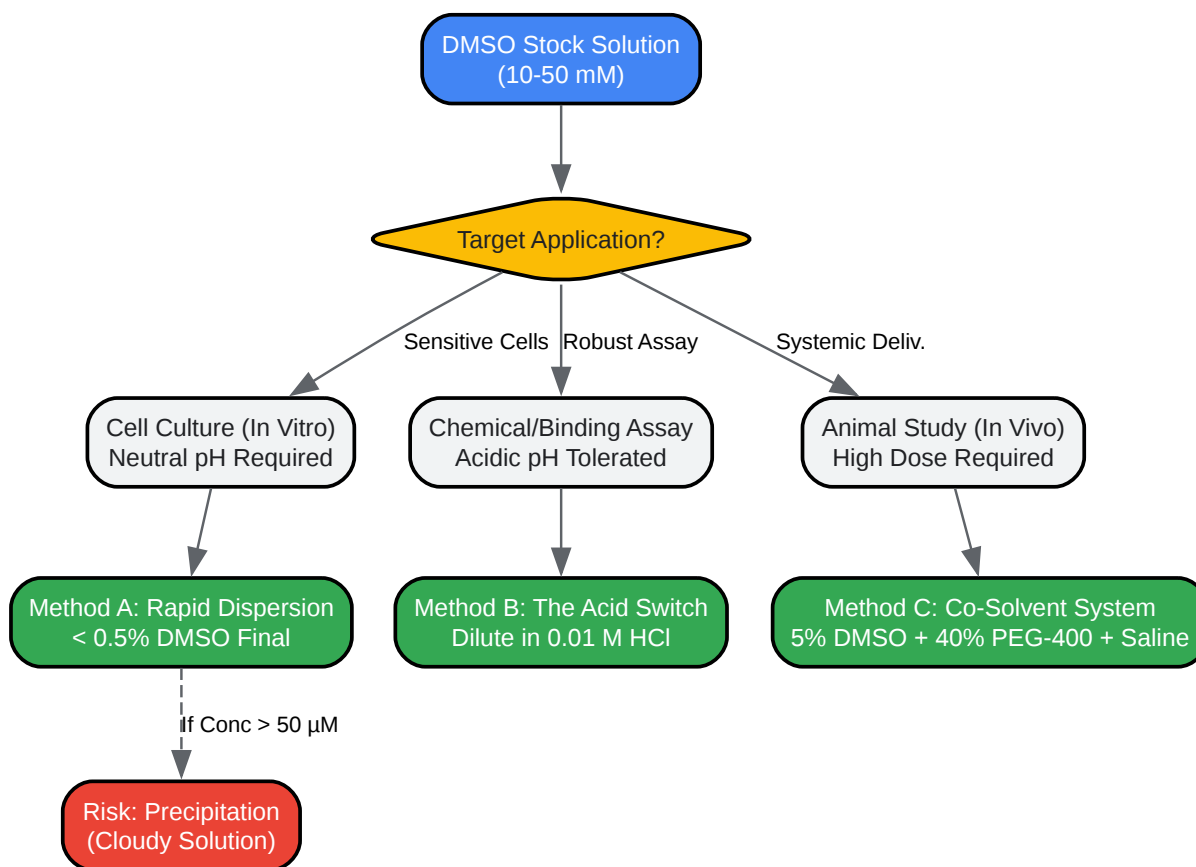 DMSO Stock Solution
(10-50 mM)
Target Application?
Sensitive Cells
Robust Assay
Systemic Deliv.
Cell Culture (In Vitro)
Neutral pH Required
Chemical/Binding Assay
Acidic pH Tolerated
Animal Study (In Vivo)
High Dose Required
Method A: Rapid Dispersion
< 0.5% DMSO Final
Method B: The Acid Switch
Dilute in 0.01 M HCl
Method C: Co-Solvent System
5% DMSO + 40% PEG-400 + Saline
If Conc > 50 µM
Risk: Precipitation
(Cloudy Solution)